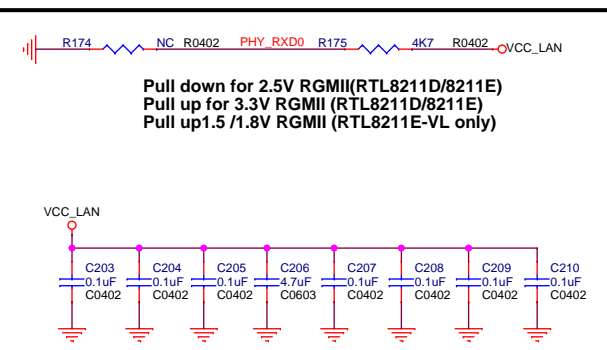 R174 NC R0402 PHY_RXD0 R175 4K7 R0402 VCC_LAN
Pull down for 2.5V RGMII(RTL8211D/8211E)
Pull up for 3.3V RGMII (RTL8211D/8211E)
Pull up1.5 /1.8V RGMII (RTL8211E-VL only)
VCC_LAN
C203 C204 C205 C206 C207 C208 C209 C210
0.1uF 0.1uF 0.1uF 4.7uF 0.1uF 0.1uF 0.1uF 0.1uF
C0402 C0402 C0402 C0603 C0402 C0402 C0402 C0402